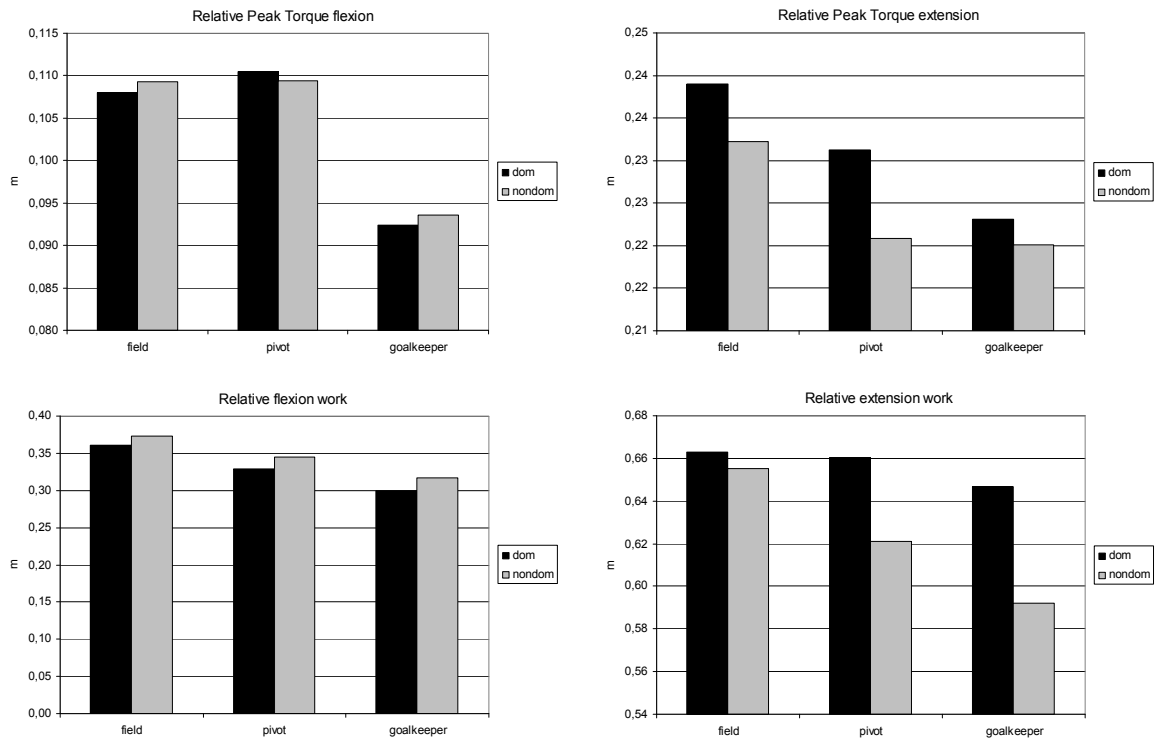 Relative Peak Torque flexion
0,115
0,110
0,105
0,100
0,095
0,090
0,085
0,080
m
field pivot goalkeeper
dom
nondom
Relative Peak Torque extension
0,25
0,24
0,24
0,23
0,23
0,22
0,22
0,21
m
field pivot goalkeeper
dom
nondom
Relative flexion work
0,40
0,35
0,30
0,25
0,20
0,15
0,10
0,05
0,00
m
field pivot goalkeeper
dom
nondom
Relative extension work
0,68
0,66
0,64
0,62
0,60
0,58
0,56
0,54
m
field pivot goalkeeper
dom
nondom